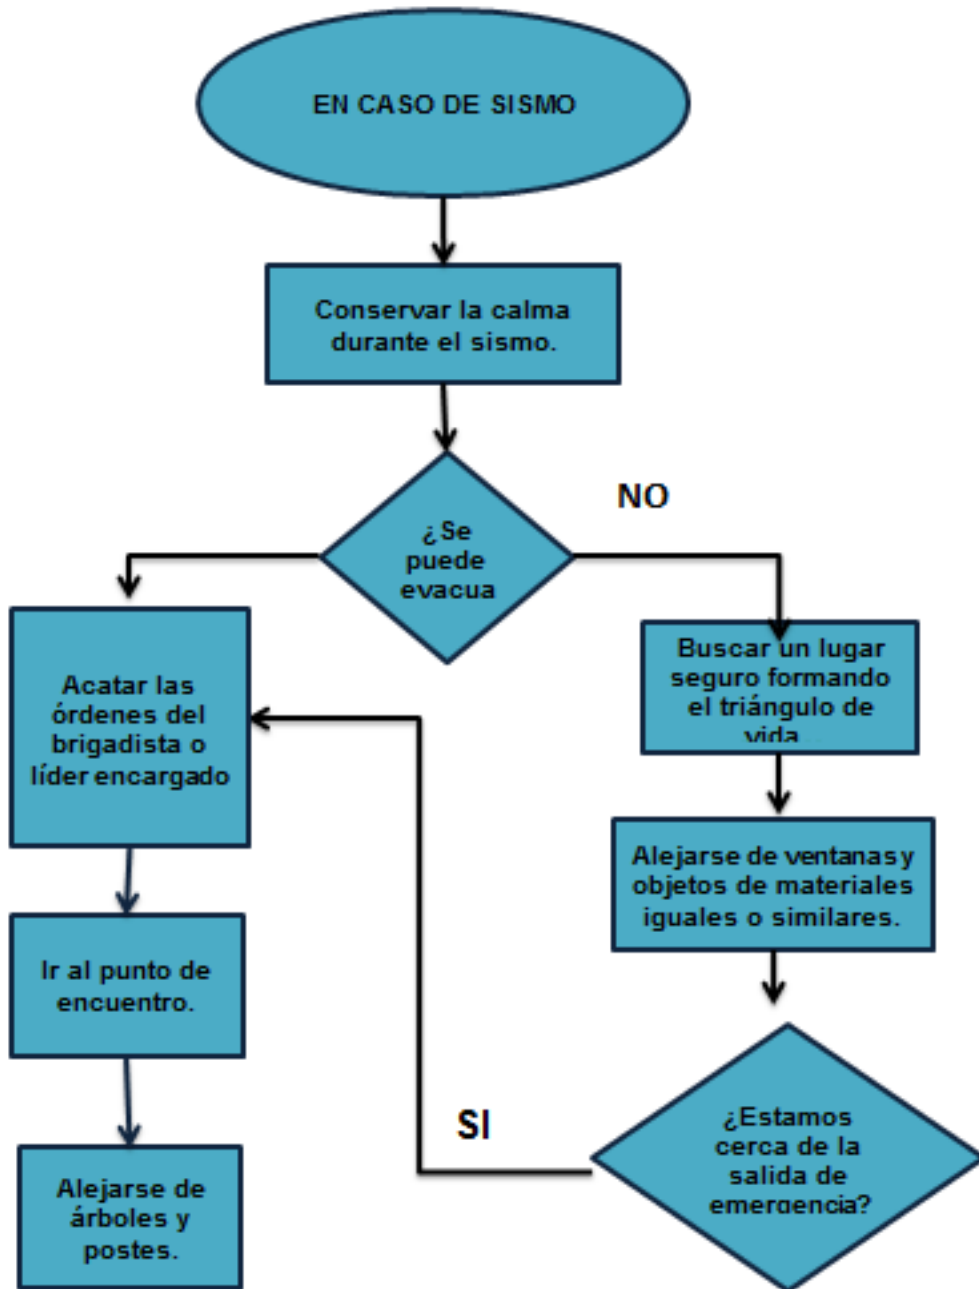 EN CASO DE SISMO
Conservar la calma
durante el sismo.
¿Se
puede
evacua
NO
Acatar las
órdenes del
brigadista o
líder encargado
Buscar un lugar
seguro formando
el triángulo de
vida..
Alejarse de ventanas y
objetos de materiales
iguales o similares.
Ir al punto de
encuentro.
SI
¿Estamos
cerca de la
salida de
emergencia?
Alejarse de
árboles y
postes.